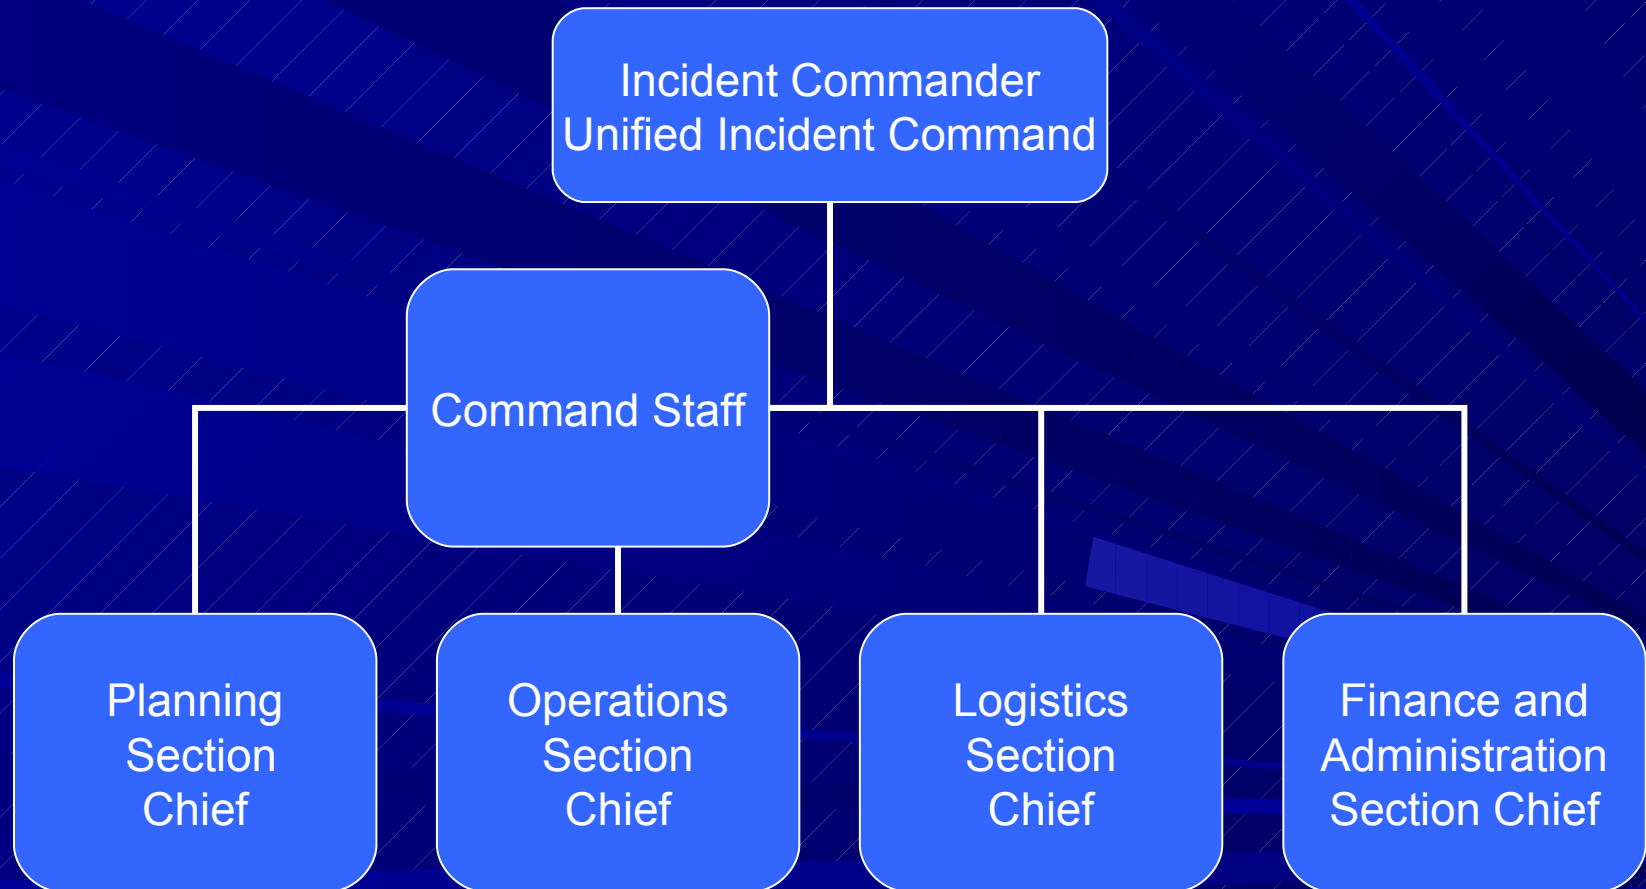 Incident Commander
Unified Incident Command
Command Staff
Planning
Section
Chief
Operations
Section
Chief
Logistics
Section
Chief
Finance and
Administration
Section Chief